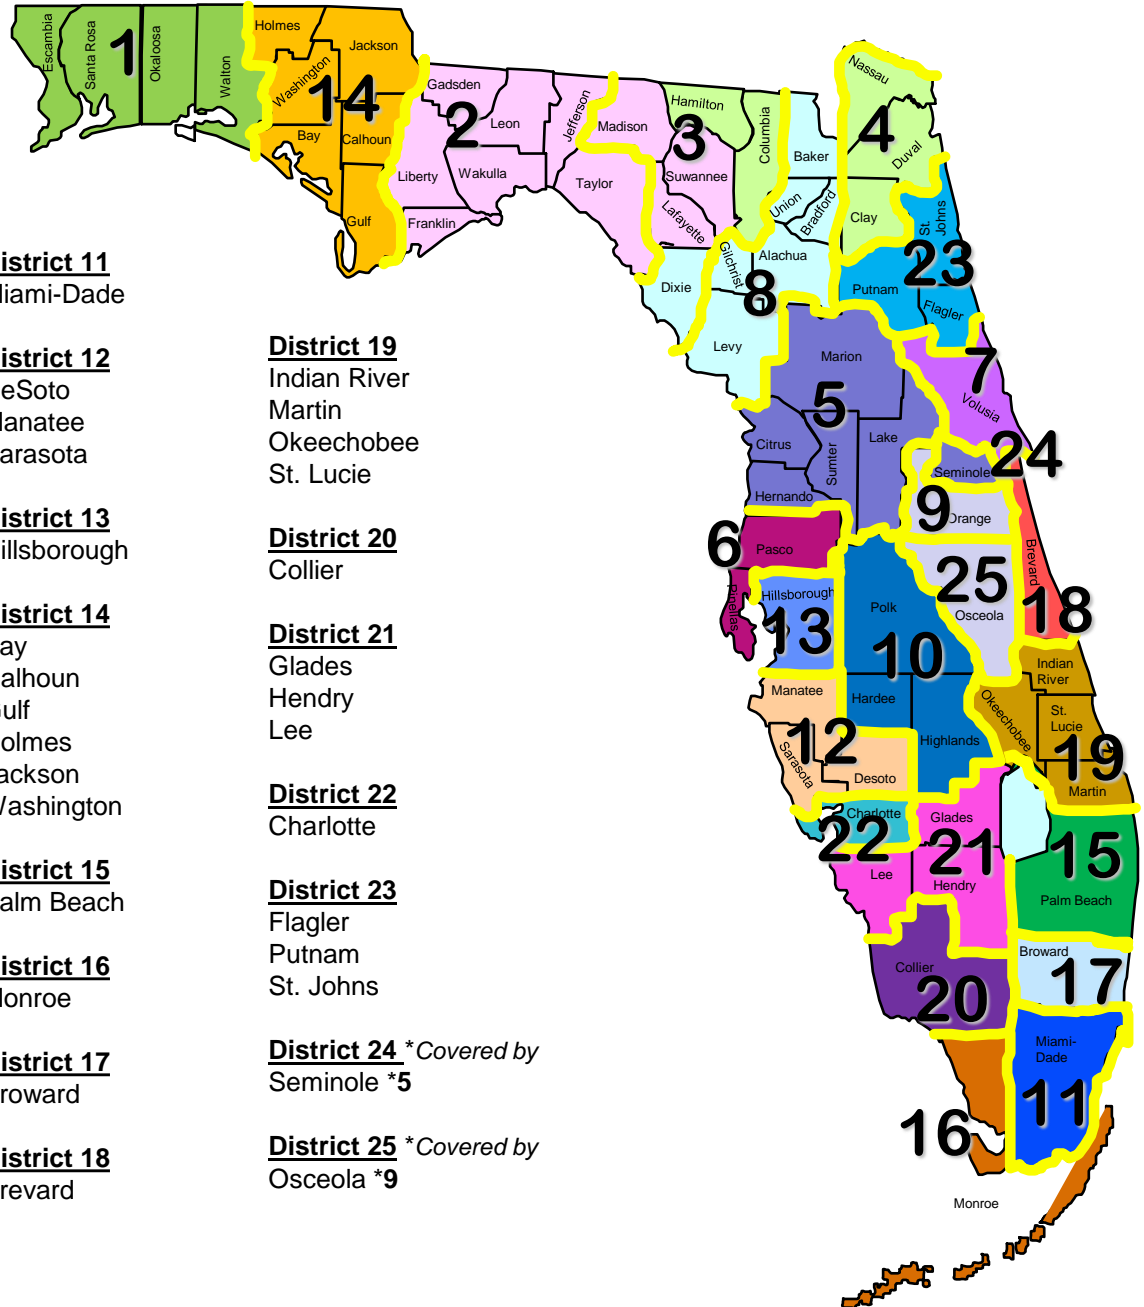 istrict 11
iami-Dade
istrict 12
eSoto
anatee
arasota
istrict 13
illsborough
istrict 14
ay
alhoun
ulf
olmes
ackson
ashington
istrict 15
alm Beach
istrict 16
onroe
istrict 17
roward
istrict 18
revard
District 19
Indian River
Martin
Okeechobee
St. Lucie
District 20
Collier
District 21
Glades
Hendry
Lee
District 22
Charlotte
District 23
Flagler
Putnam
St. Johns
District 24 *Covered by
Seminole *5
District 25 *Covered by
Osceola *9
Escambia
Santa Rosa
1
Okaloosa
Walton
Holmes
Jackson
Washington
14
Bay
Calhoun
Gulf
Gadsden
2
Leon
Jefferson
Liberty
Wakulla
Franklin
Taylor
Madison
Hamilton
3
Suwannee
Lafayette
Columbia
Baker
Union
Bradford
Nassau
4
Duval
Clay
St.
Johns
23
Putnam
Flagler
Dixie
Gilchrist
Alachua
8
Levy
Marion
5
Citrus
Sumter
Lake
Hernando
7
Volusia
24
Seminole
9
Orange
6
Pasco
Pinellas
Hillsborough
13
Polk
10
25
Osceola
Brevard
18
Manatee
Hardee
Highlands
12
Sarasota
Desoto
Indian
River
Okeechobee
St.
Lucie
19
Martin
Charlotte
22
Glades
21
Lee
Hendry
15
Palm Beach
Collier
20
Broward
17
Miami-
Dade
11
16
Monroe